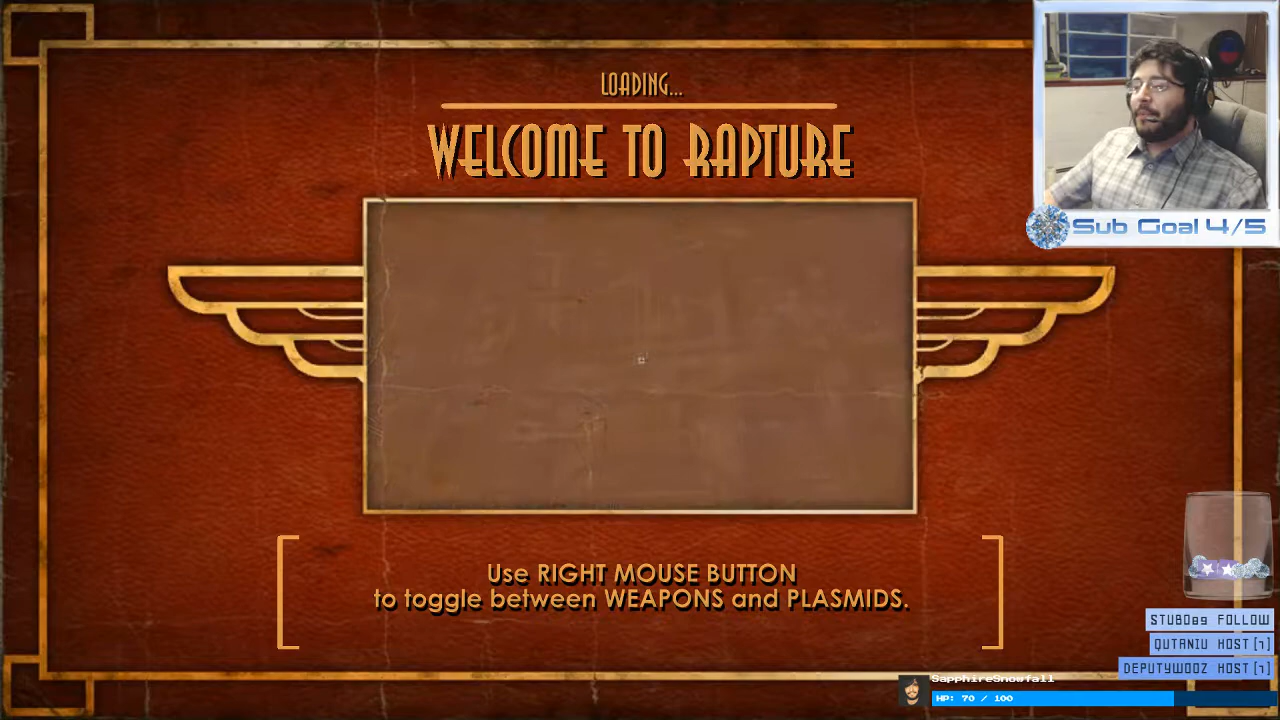 LOADING...
WELCOME TO RAPTURE
Sub Goal 4/5
Use RIGHT MOUSE BUTTON
to toggle between WEAPONS and PLASMIDS.
STUBO89 FOLLOW
QUTANIU HOST [1]
DEPUTYWOOZ HOST [1]
SapphireSnowfall
HP: 70 / 100